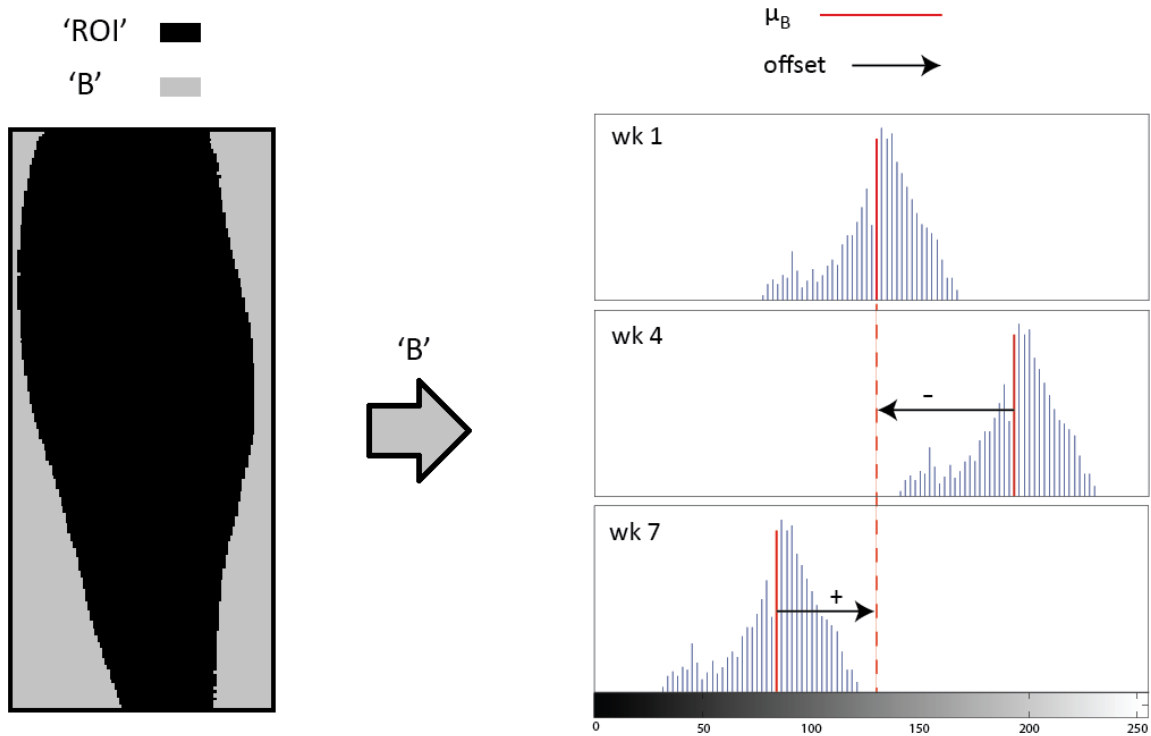 ‘ROI’
‘B’
‘B’
μB
offset
wk 1
wk 4
-
wk 7
+
0 50 100 150 200 250